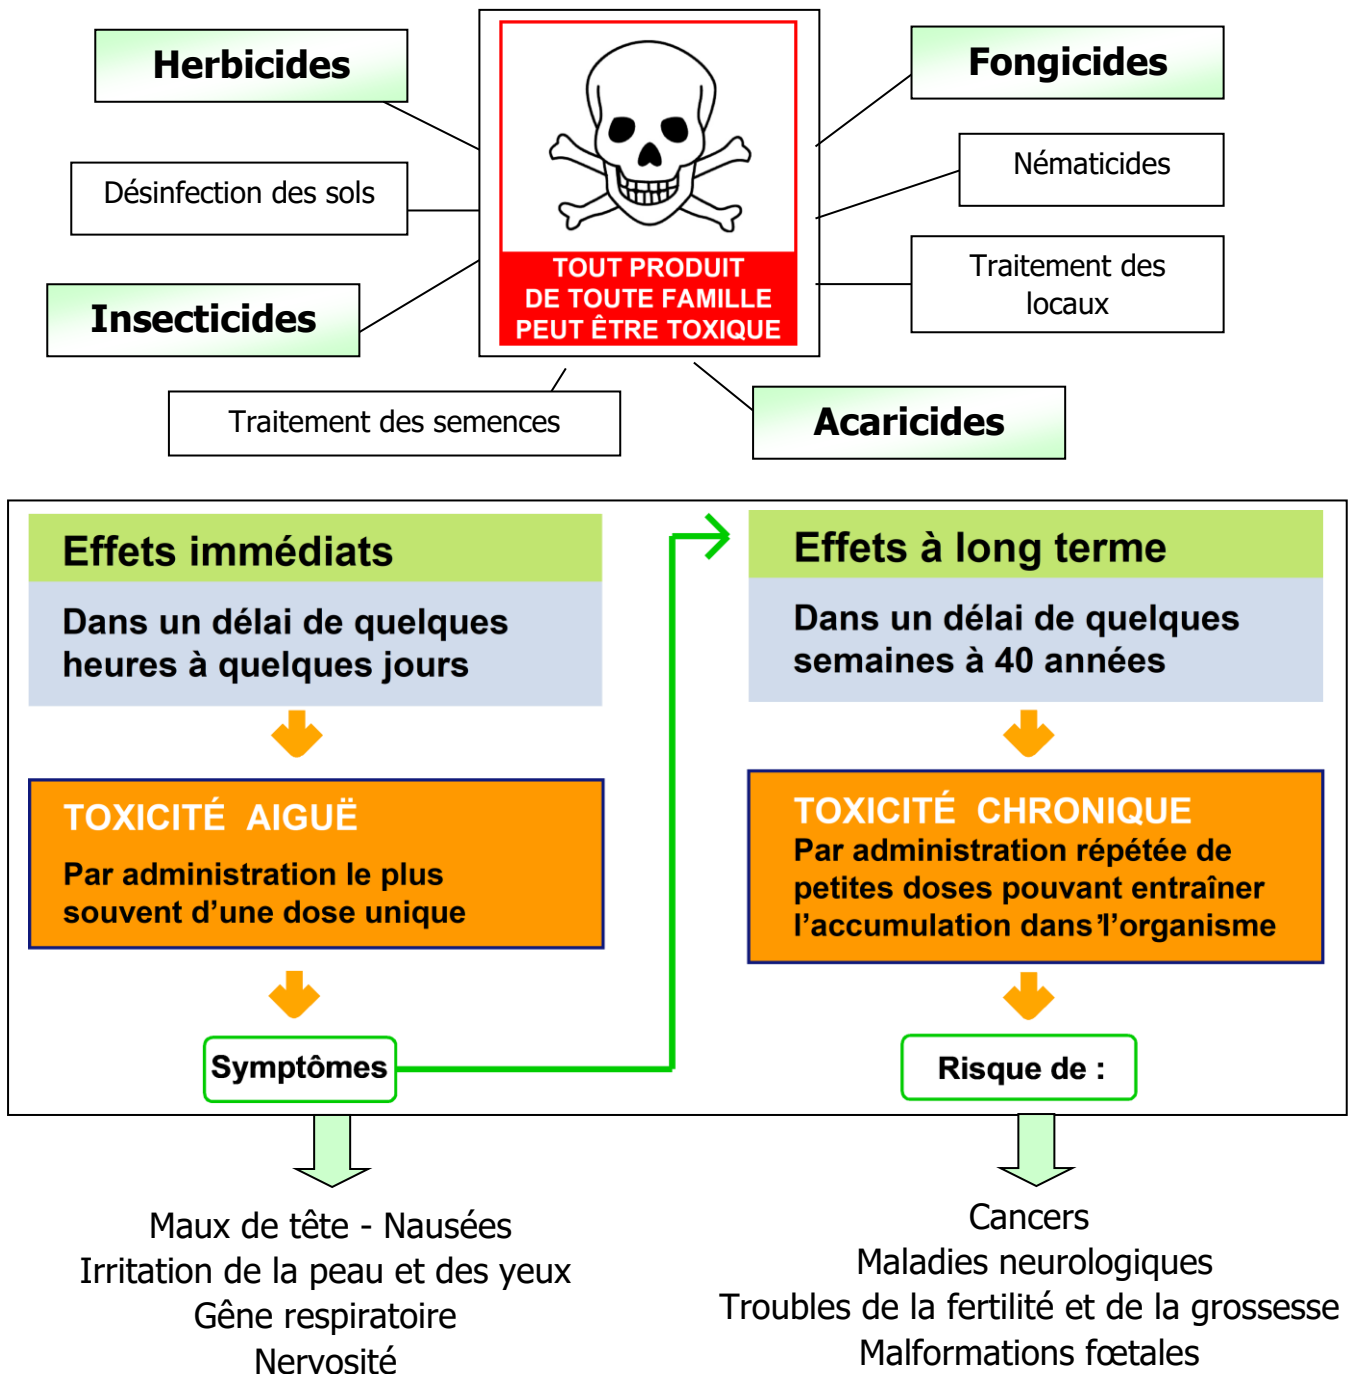 Herbicides
Fongicides
Désinfection des sols
Nématicides
Insecticides
TOUT PRODUIT
DE TOUTE FAMILLE
PEUT ÊTRE TOXIQUE
Traitement des
locaux
Traitement des semences
Acaricides
Effets immédiats
Dans un délai de quelques
heures à quelques jours
TOXICITÉ AIGUË
Par administration le plus
souvent d’une dose unique
Symptômes
Maux de tête - Nausées
Irritation de la peau et des yeux
Gêne respiratoire
Nervosité
Effets à long terme
Dans un délai de quelques
semaines à 40 années
TOXICITÉ CHRONIQUE
Par administration répétée de
petites doses pouvant entraîner
l’accumulation dans’l’organisme
Risque de :
Cancers
Maladies neurologiques
Troubles de la fertilité et de la grossesse
Malformations fœtales